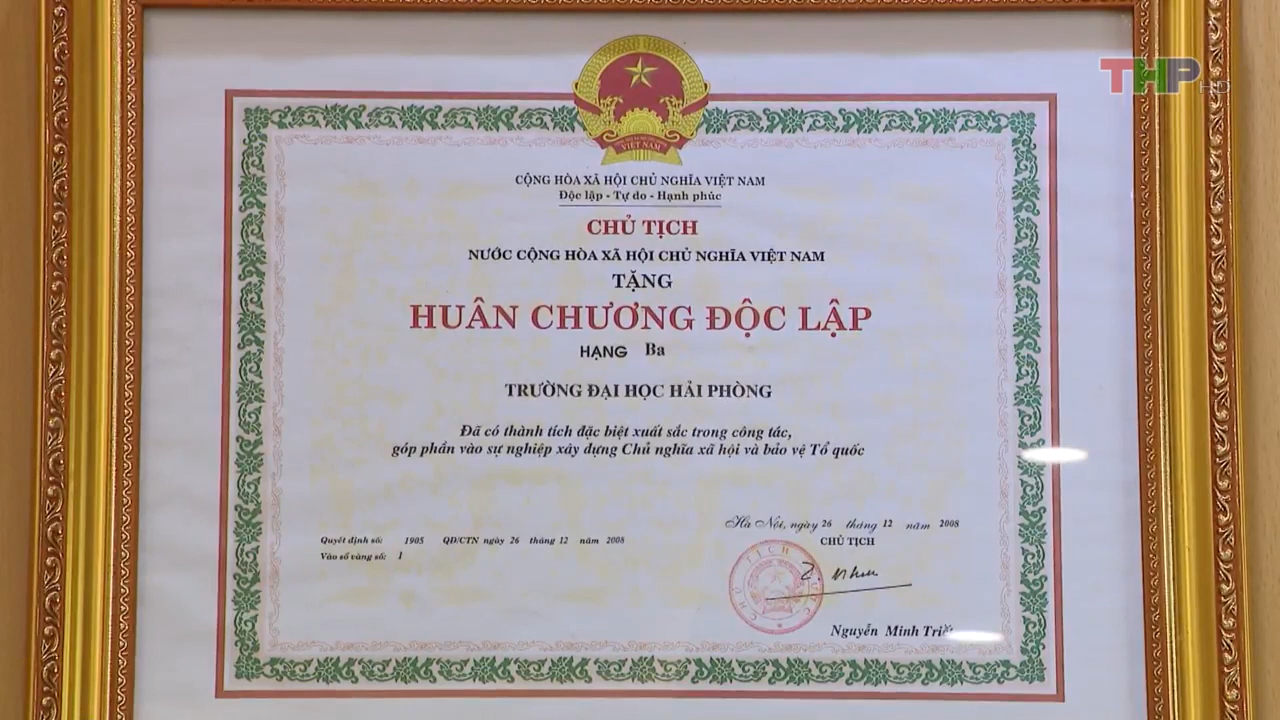 THP HD
VIỆT NAM
CỘNG HÒA XÃ HỘI CHỦ NGHĨA VIỆT NAM
Độc lập - Tự do - Hạnh phúc
CHỦ TỊCH
NƯỚC CỘNG HÒA XÃ HỘI CHỦ NGHĨA VIỆT NAM
TẶNG
HUÂN CHƯƠNG ĐỘC LẬP
HẠNG Ba
TRƯỜNG ĐẠI HỌC HẢI PHÒNG
Đã có thành tích đặc biệt xuất sắc trong công tác,
góp phần vào sự nghiệp xây dựng Chủ nghĩa xã hội và bảo vệ Tổ quốc
Hà Nội, ngày 26 tháng 12 năm 2008
CHỦ TỊCH
Quyết định số: 1905 QĐ/CTN ngày 26 tháng 12 năm 2008
Vào sổ vàng số: 1
CHỦ TỊCH NƯỚC
Nguyễn Minh Triết